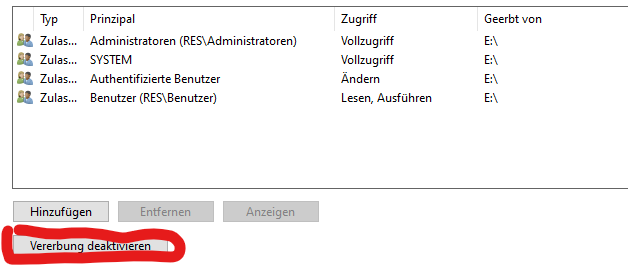 Typ Prinzipal Zugriff Geerbt von
Zulas... Administratoren (RES\Administratoren) Vollzugriff E:\
Zulas... SYSTEM Vollzugriff E:\
Zulas... Authentifizierte Benutzer Ändern E:\
Zulas... Benutzer (RES\Benutzer) Lesen, Ausführen E:\
Hinzufügen Entfernen Anzeigen
Vererbung deaktivieren